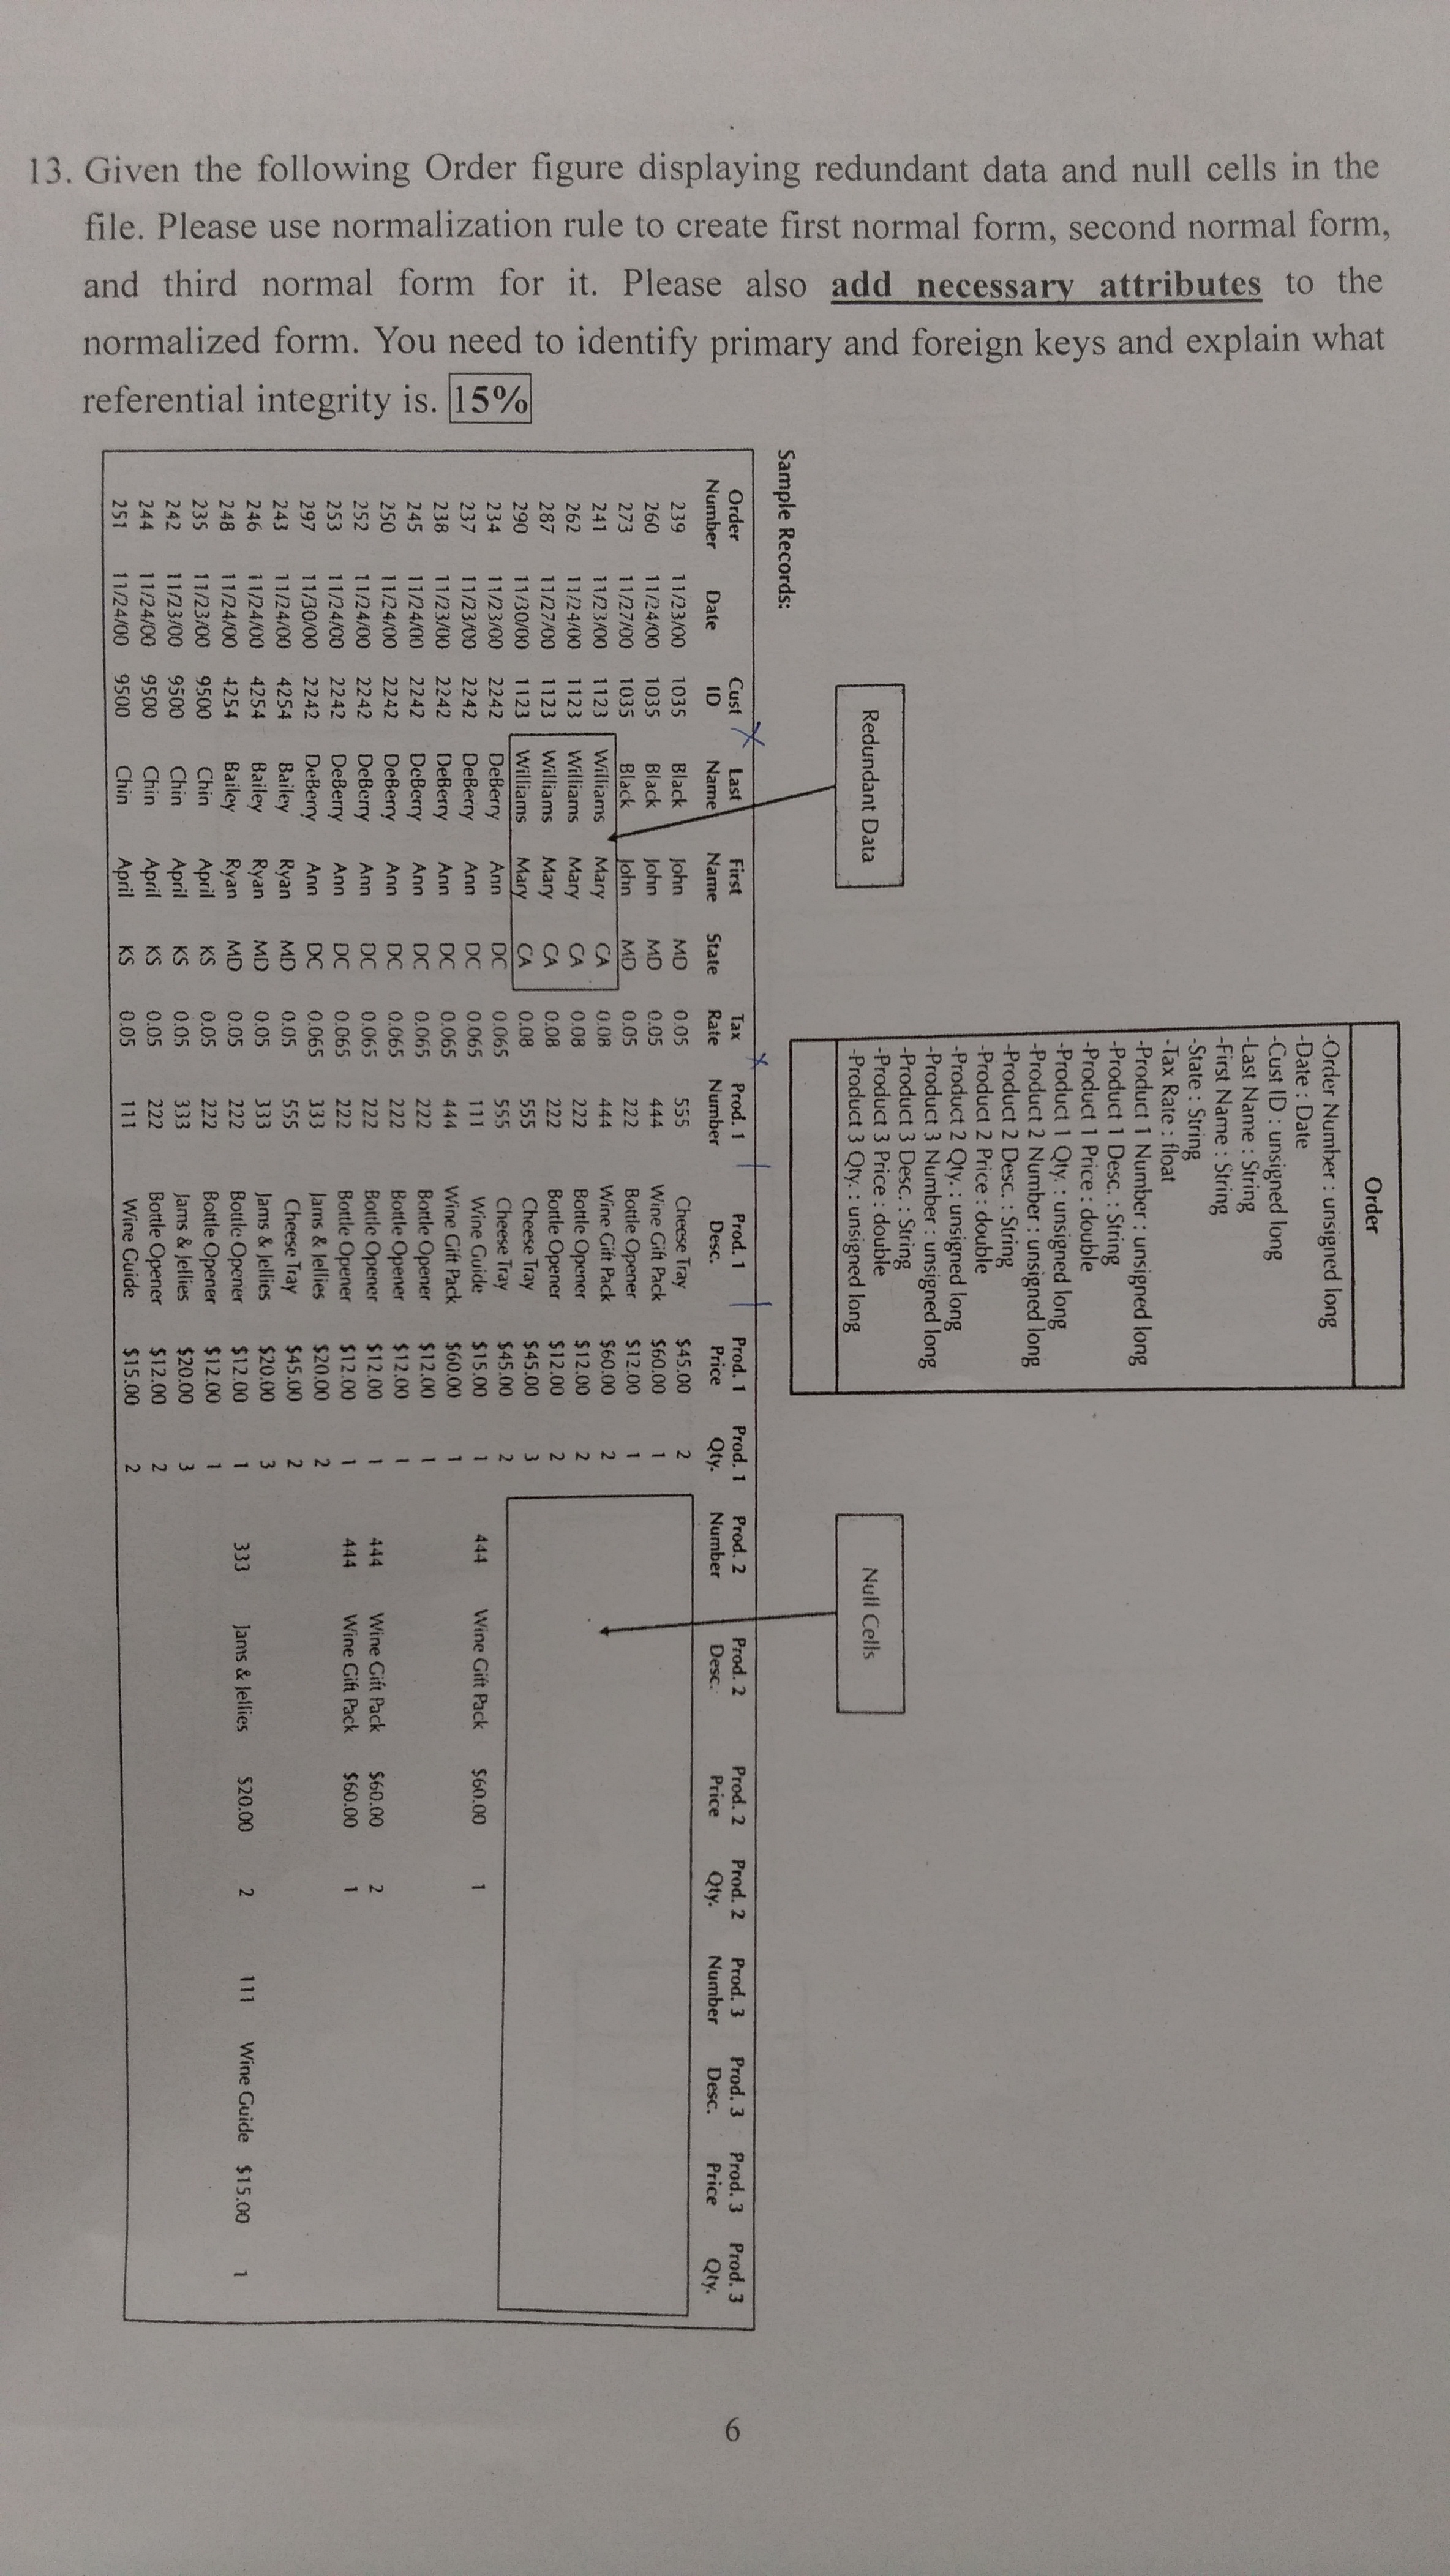 13. Given the following Order figure displaying redundant data and null cells in the
file. Please use normalization rule to create first normal form, second normal form,
and third normal form for it. Please also add necessary attributes to the
normalized form. You need to identify primary and foreign keys and explain what
referential integrity is. 15%
Order
-Order Number : unsigned long
-Date : Date
-Cust ID : unsigned long
-Last Name : String
-First Name : String
-State : String
-Tax Rate : float
-Product 1 Number : unsigned long
-Product 1 Desc. : String
-Product 1 Price : double
-Product 1 Qty. : unsigned long
-Product 2 Number : unsigned long
-Product 2 Desc. : String
-Product 2 Price : double
-Product 2 Qty. : unsigned long
-Product 3 Number : unsigned long
-Product 3 Desc. : String
-Product 3 Price : double
-Product 3 Qty. : unsigned long
Redundant Data
Null Cells
Sample Records:
Order Cust Last First Tax Prod. 1 Prod. 1 Prod. 1 Prod. 1 Prod. 2 Prod. 2 Prod. 2 Prod. 2 Prod. 3 Prod. 3 Prod. 3 Prod. 3
Number Date ID Name Name State Rate Number Desc. Price Qty. Number Desc. Price Qty. Number Desc. Price Qty.
239 11/23/00 1035 Black John MD 0.05 555 Cheese Tray $45.00 2
260 11/24/00 1035 Black John MD 0.05 444 Wine Gift Pack $60.00 1
273 11/27/00 1035 Black John MD 0.05 222 Bottle Opener $12.00 1
241 11/23/00 1123 Williams Mary CA 0.08 444 Wine Gift Pack $60.00 2
262 11/24/00 1123 Williams Mary CA 0.08 222 Bottle Opener $12.00 2
287 11/27/00 1123 Williams Mary CA 0.08 222 Bottle Opener $12.00 2
290 11/30/00 1123 Williams Mary CA 0.08 555 Cheese Tray $45.00 3
234 11/23/00 2242 DeBerry Ann DC 0.065 555 Cheese Tray $45.00 2
237 11/23/00 2242 DeBerry Ann DC 0.065 111 Wine Guide $15.00 1 444 Wine Gift Pack $60.00 1
238 11/23/00 2242 DeBerry Ann DC 0.065 444 Wine Gift Pack $60.00 1
245 11/24/00 2242 DeBerry Ann DC 0.065 222 Bottle Opener $12.00 1
250 11/24/00 2242 DeBerry Ann DC 0.065 222 Bottle Opener $12.00 1
252 11/24/00 2242 DeBerry Ann DC 0.065 222 Bottle Opener $12.00 1 444 Wine Gift Pack $60.00 2
253 11/24/00 2242 DeBerry Ann DC 0.065 222 Bottle Opener $12.00 1 444 Wine Gift Pack $60.00 1
297 11/30/00 2242 DeBerry Ann DC 0.065 333 Jams & Jellies $20.00 2
243 11/24/00 4254 Bailey Ryan MD 0.05 555 Cheese Tray $45.00 2
246 11/24/00 4254 Bailey Ryan MD 0.05 333 Jams & Jellies $20.00 3
248 11/24/00 4254 Bailey Ryan MD 0.05 222 Bottle Opener $12.00 1 333 Jams & Jellies $20.00 2 111 Wine Guide $15.00 1
235 11/23/00 9500 Chin April KS 0.05 222 Bottle Opener $12.00 1
242 11/23/00 9500 Chin April KS 0.05 333 Jams & Jellies $20.00 3
244 11/24/00 9500 Chin April KS 0.05 222 Bottle Opener $12.00 2
251 11/24/00 9500 Chin April KS 0.05 111 Wine Guide $15.00 2
6